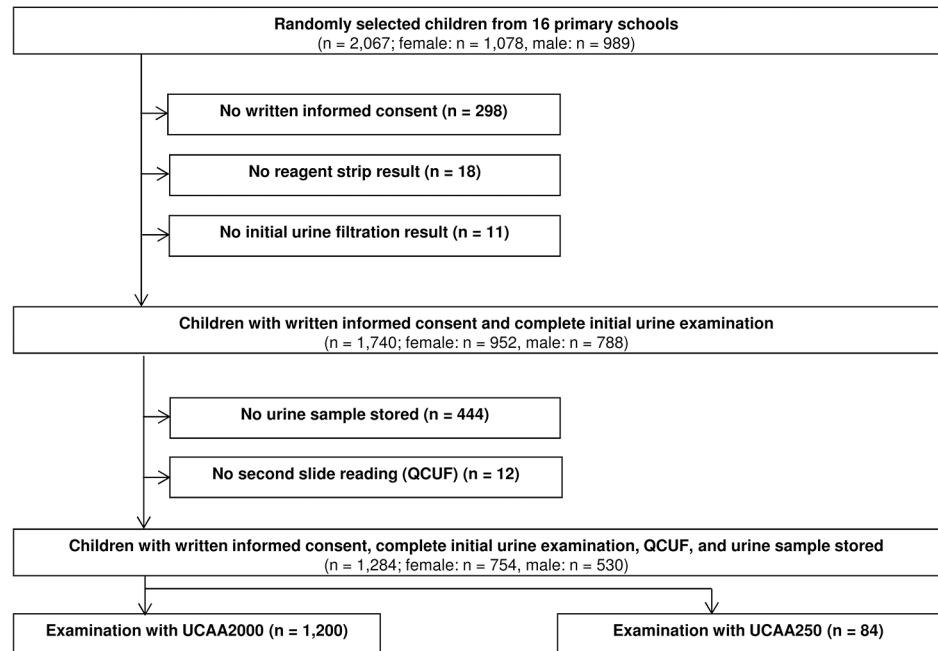 Randomly selected children from 16 primary schools
(n = 2,067; female: n = 1,078, male: n = 989)
No written informed consent (n = 298)
No reagent strip result (n = 18)
No initial urine filtration result (n = 11)
Children with written informed consent and complete initial urine examination
(n = 1,740; female: n = 952, male: n = 788)
No urine sample stored (n = 444)
No second slide reading (QCUF) (n = 12)
Children with written informed consent, complete initial urine examination, QCUF, and urine sample stored
(n = 1,284; female: n = 754, male: n = 530)
Examination with UCAA2000 (n = 1,200)
Examination with UCAA250 (n = 84)